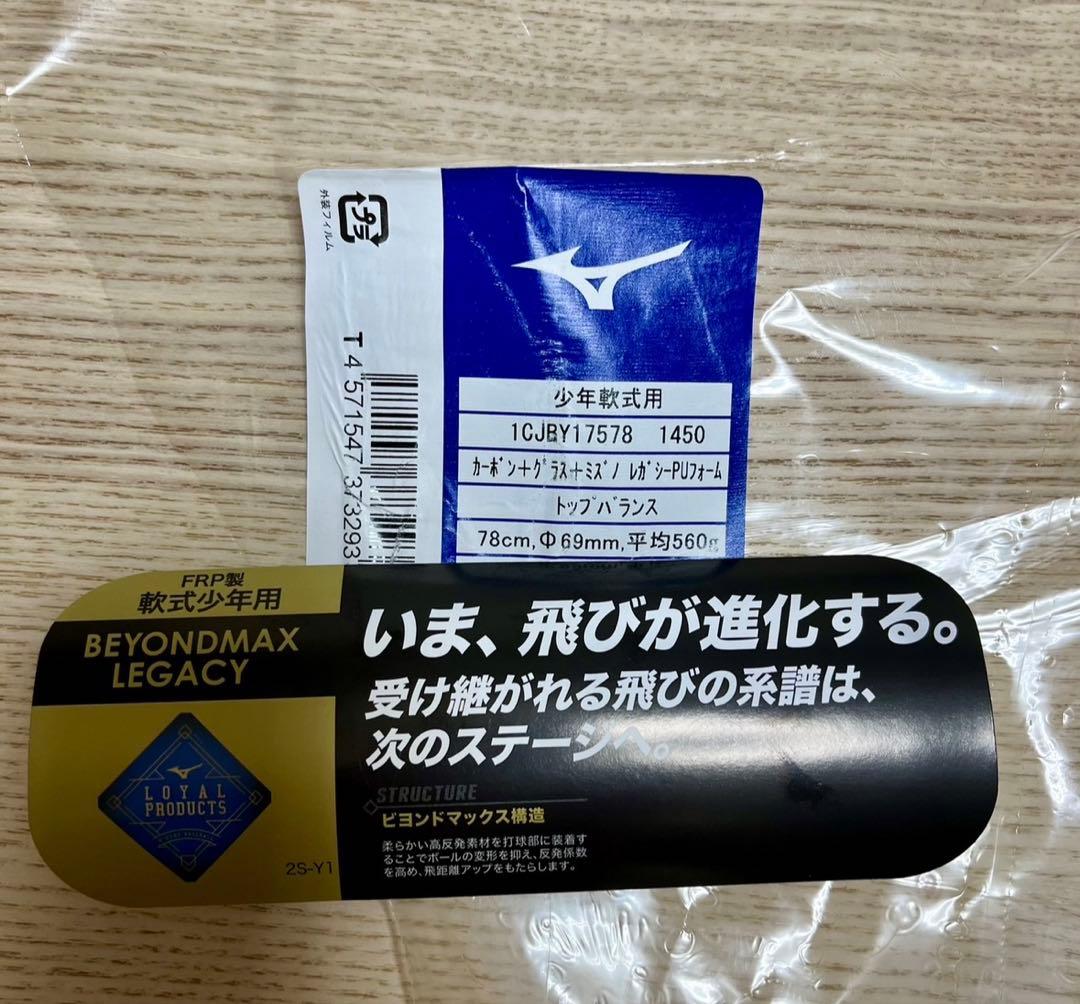 外装フィルム
プラ
T 4 571547 373293
少年軟式用
1CJBY17578 1450
カーボン+グラス+ミズノ レガシーPUフォーム
トップバランス
78cm,Φ69mm,平均560g
FRP製
軟式少年用
BEYONDMAX
LEGACY
LOYAL
PRODUCTS
2S-Y1
いま、飛びが進化する。
受け継がれる飛びの系譜は、
次のステージへ。
STRUCTURE
ビヨンドマックス構造
柔らかい高反発素材を打球部に装着す
ることでボールの変形を抑え、反発係数
を高め、飛距離アップをもたらします。